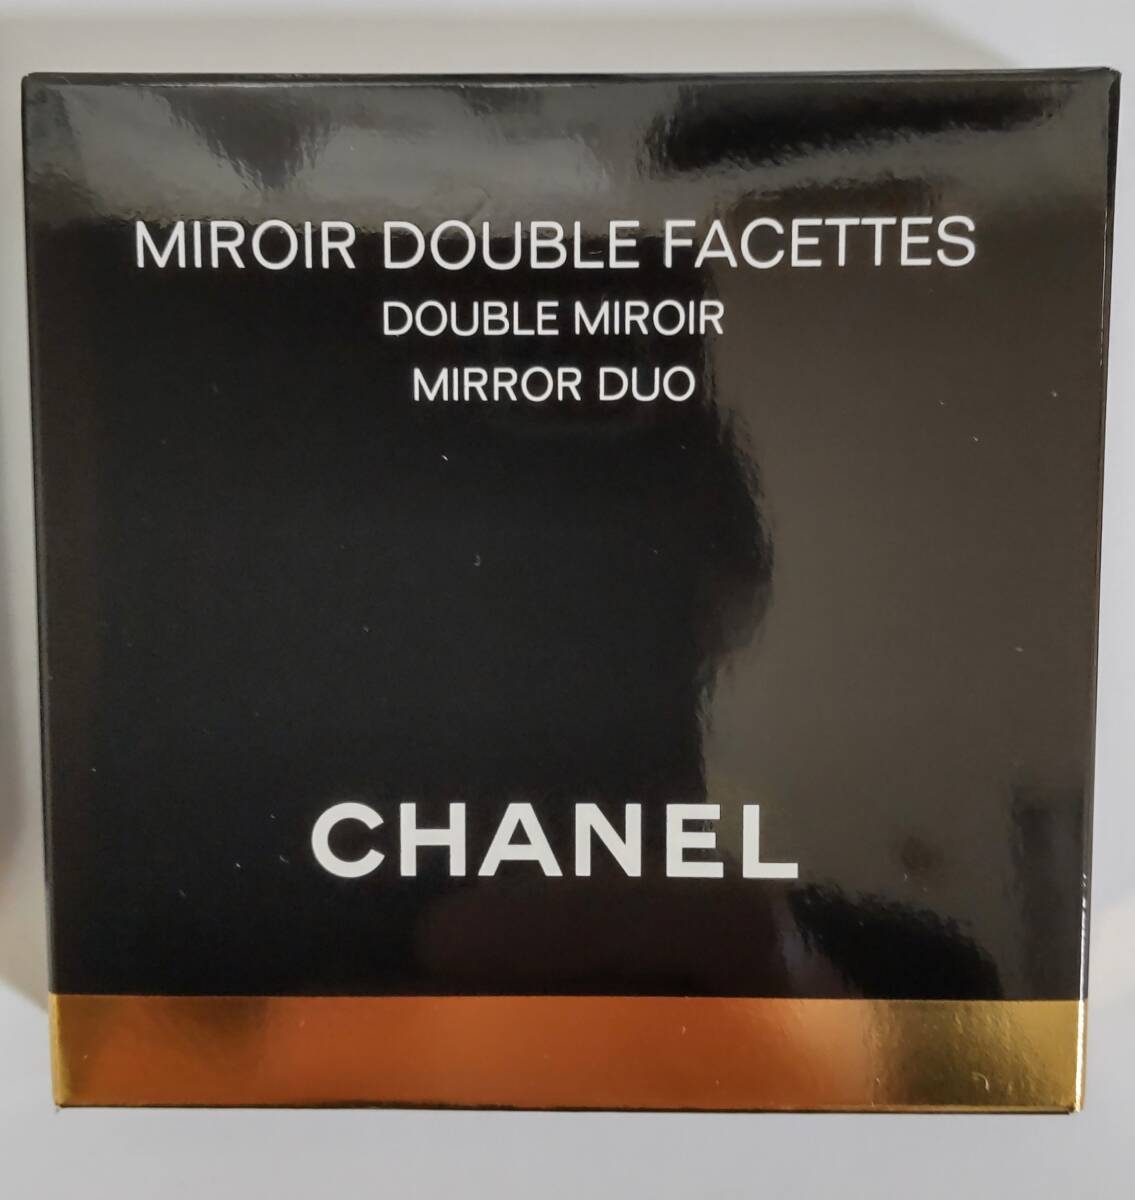 MIROIR DOUBLE FACETTES
DOUBLE MIROIR
MIRROR DUO
CHANEL